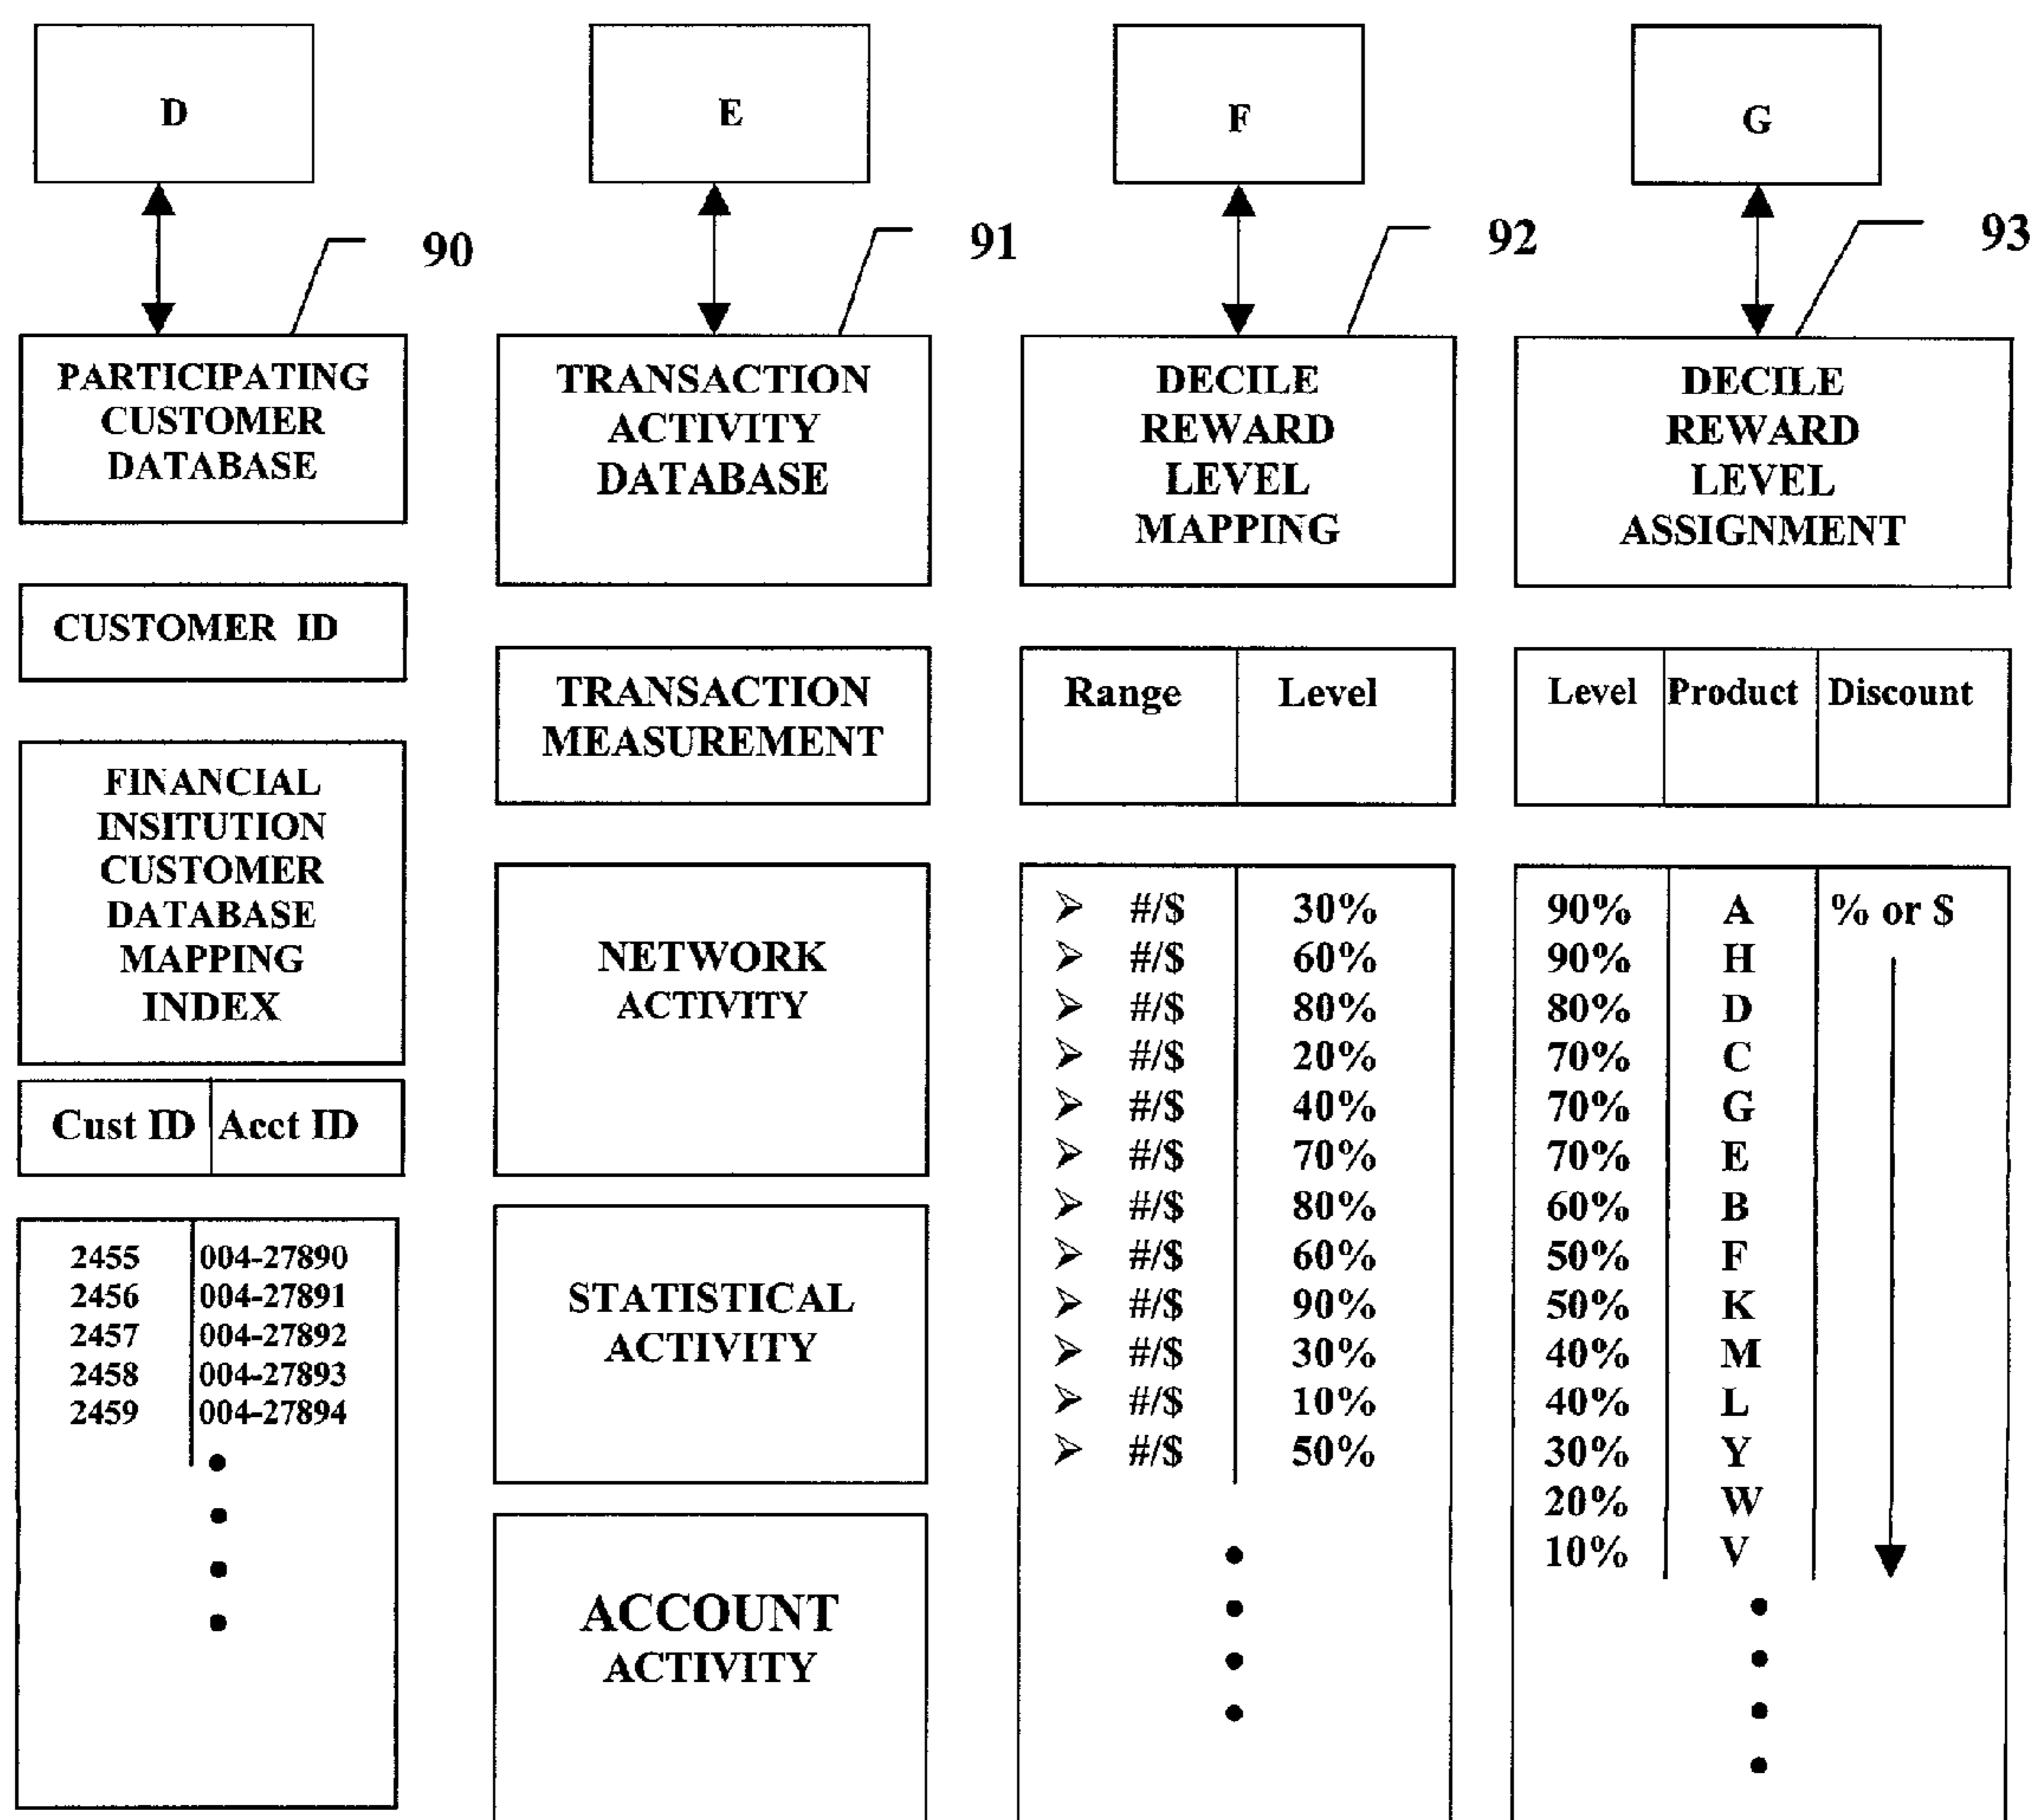 D
E
F
G
90
91
92
93
PARTICIPATING
CUSTOMER
DATABASE
CUSTOMER ID
FINANCIAL
INSITUTION
CUSTOMER
DATABASE
MAPPING
INDEX
Cust ID Acct ID
2455 004-27890
2456 004-27891
2457 004-27892
2458 004-27893
2459 004-27894
TRANSACTION
ACTIVITY
DATABASE
TRANSACTION
MEASUREMENT
NETWORK
ACTIVITY
STATISTICAL
ACTIVITY
ACCOUNT
ACTIVITY
DECILE
REWARD
LEVEL
MAPPING
Range Level
➢ #/$ 30%
➢ #/$ 60%
➢ #/$ 80%
➢ #/$ 20%
➢ #/$ 40%
➢ #/$ 70%
➢ #/$ 80%
➢ #/$ 60%
➢ #/$ 90%
➢ #/$ 30%
➢ #/$ 10%
➢ #/$ 50%
DECILE
REWARD
LEVEL
ASSIGNMENT
Level Product Discount
90% A % or $
90% H
80% D
70% C
70% G
70% E
60% B
50% F
50% K
40% M
40% L
30% Y
20% W
10% V